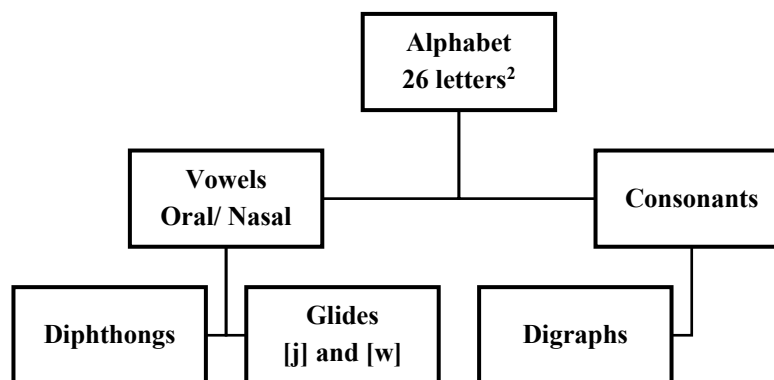 Alphabet
26 letters²
Vowels
Oral/ Nasal
Consonants
Diphthongs
Glides
[j] and [w]
Digraphs